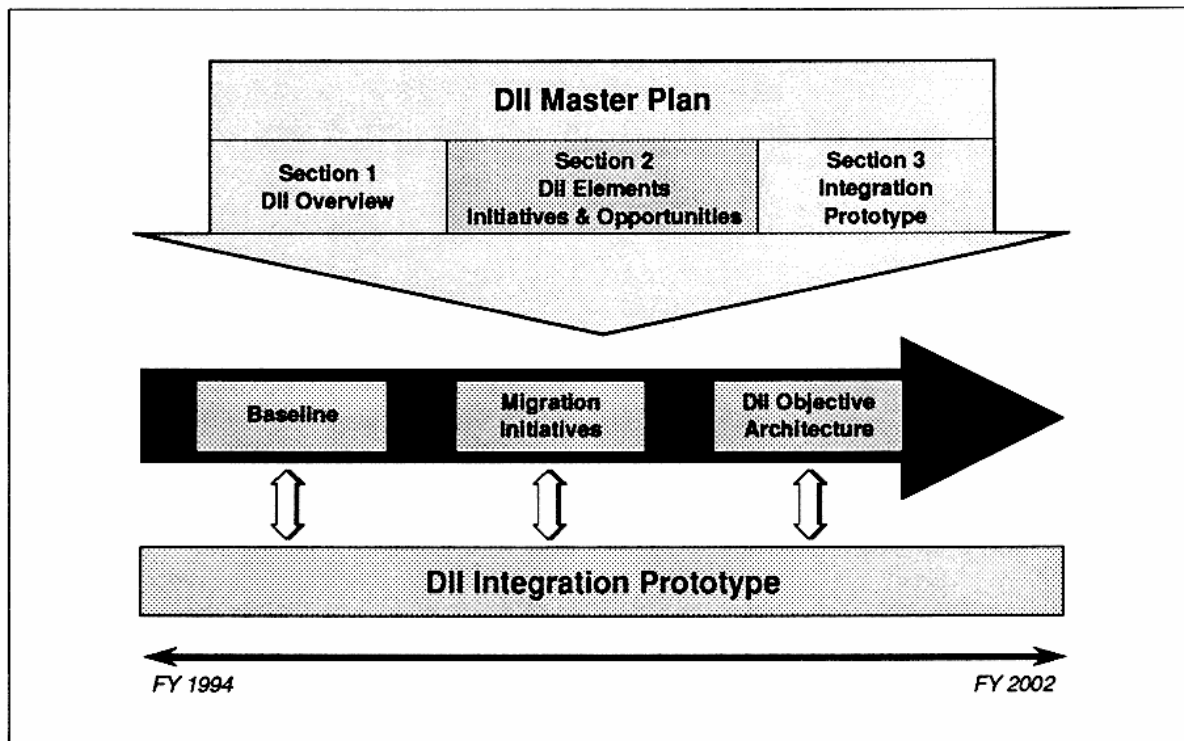 DII Master Plan
Section 1
DII Overview
Section 2
DII Elements
Initiatives & Opportunities
Section 3
Integration
Prototype
Baseline
Migration
Initiatives
DII Objective
Architecture
DII Integration Prototype
FY 1994
FY 2002